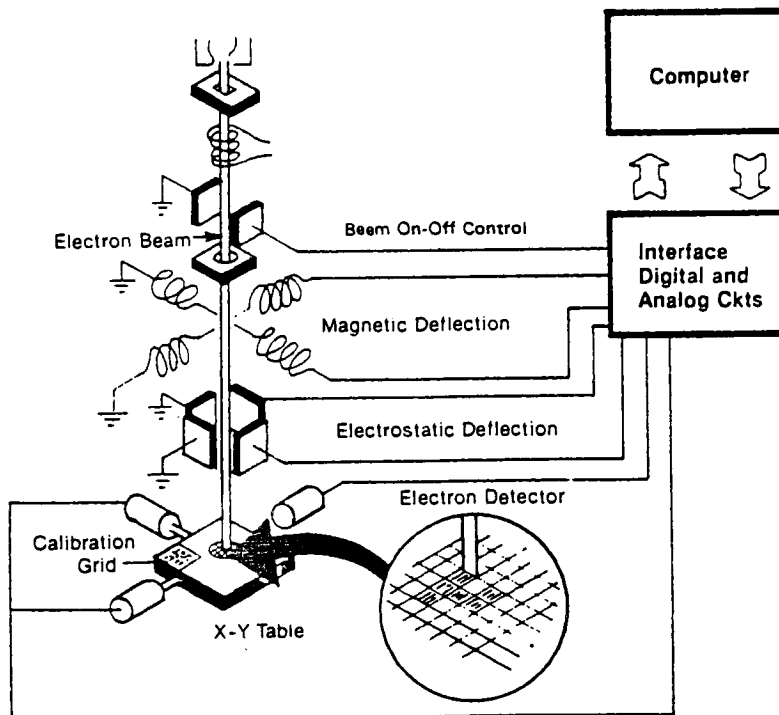 Computer
Electron Beam
Beam On-Off Control
Interface
Digital and
Analog Ckts
Magnetic Deflection
Electrostatic Deflection
Electron Detector
Calibration
Grid
X-Y Table